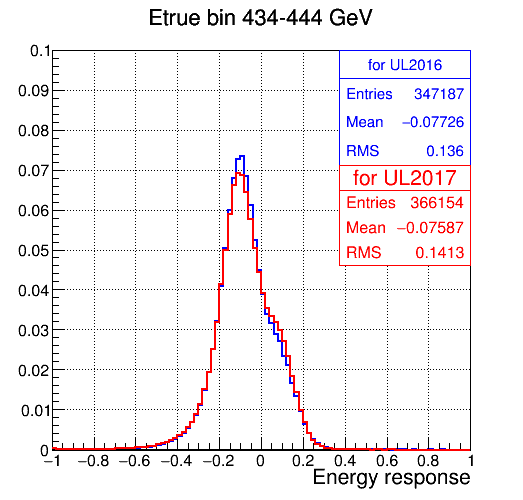 Etrue bin 434-444 GeV
for UL2016
Entries 347187
Mean −0.07726
RMS 0.136
for UL2017
Entries 366154
Mean −0.07587
RMS 0.1413
0.1
0.09
0.08
0.07
0.06
0.05
0.04
0.03
0.02
0.01
0
−1 −0.8 −0.6 −0.4 −0.2 0 0.2 0.4 0.6 0.8 1
Energy response